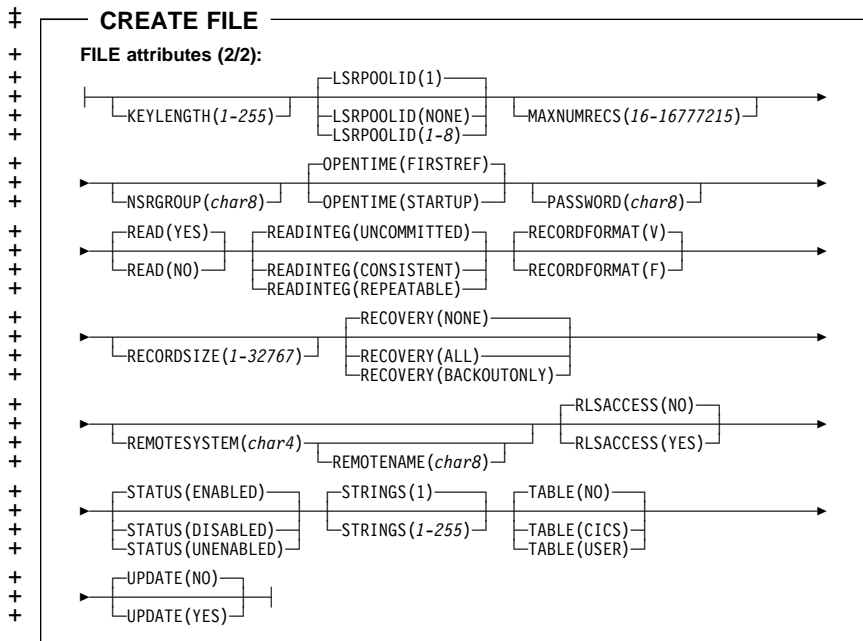 ‡ CREATE FILE
+ FILE attributes (2/2):
+ LSRPOOLID(1)
+
+ KEYLENGTH(1-255) LSRPOOLID(NONE) MAXNUMRECS(16-16777215)
+ LSRPOOLID(1-8)
+ OPENTIME(FIRSTREF)
+
+ NSRGROUP(char8) OPENTIME(STARTUP) PASSWORD(char8)
+ READ(YES) READINTEG(UNCOMMITTED) RECORDFORMAT(V)
+
+ READ(NO) READINTEG(CONSISTENT) RECORDFORMAT(F)
+ READINTEG(REPEATABLE)
+ RECOVERY(NONE)
+
+ RECORDSIZE(1-32767) RECOVERY(ALL)
+ RECOVERY(BACKOUTONLY)
+ RLSACCESS(NO)
+
+ REMOTESYSTEM(char4) RLSACCESS(YES)
+ REMOTENAME(char8)
+ STATUS(ENABLED) STRINGS(1) TABLE(NO)
+
+ STATUS(DISABLED) STRINGS(1-255) TABLE(CICS)
+ STATUS(UNENABLED) TABLE(USER)
+ UPDATE(NO)
+
+ UPDATE(YES)